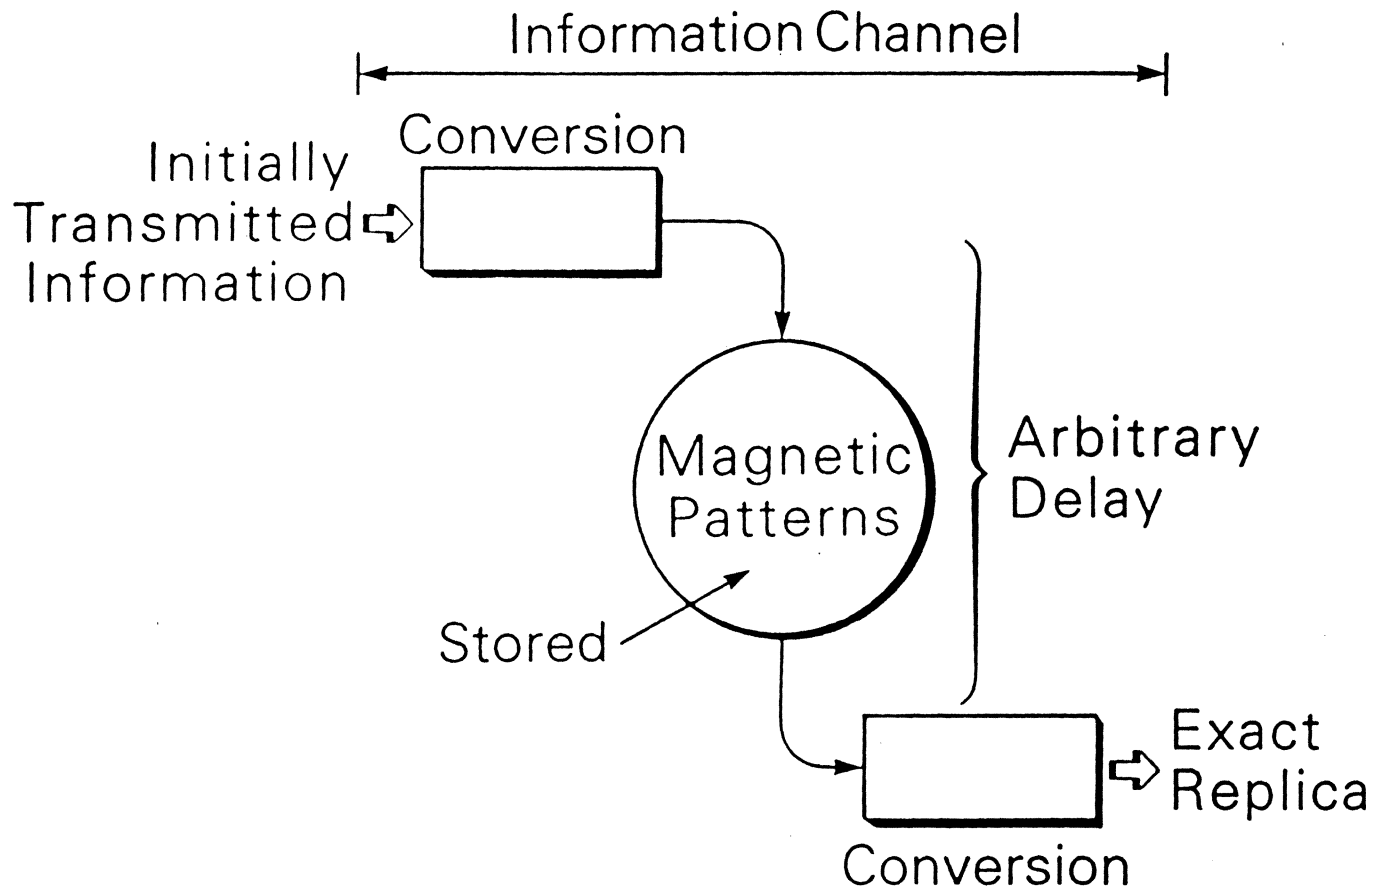 Information Channel
Conversion
Initially
Transmitted
Information
Magnetic
Patterns
Arbitrary
Delay
Stored
Exact
Replica
Conversion